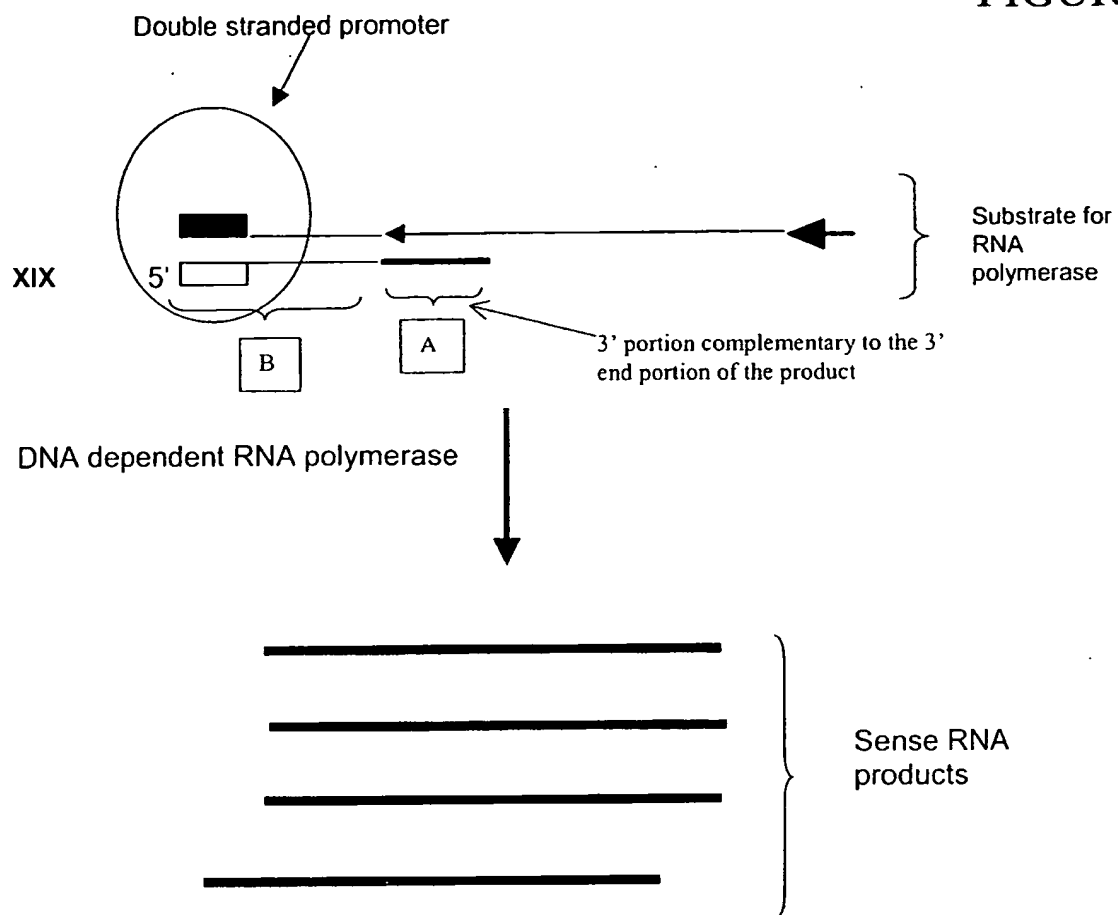 FIGUR
Double stranded promoter
Substrate for
RNA
polymerase
XIX
5'
B
A
3' portion complementary to the 3'
end portion of the product
DNA dependent RNA polymerase
Sense RNA
products